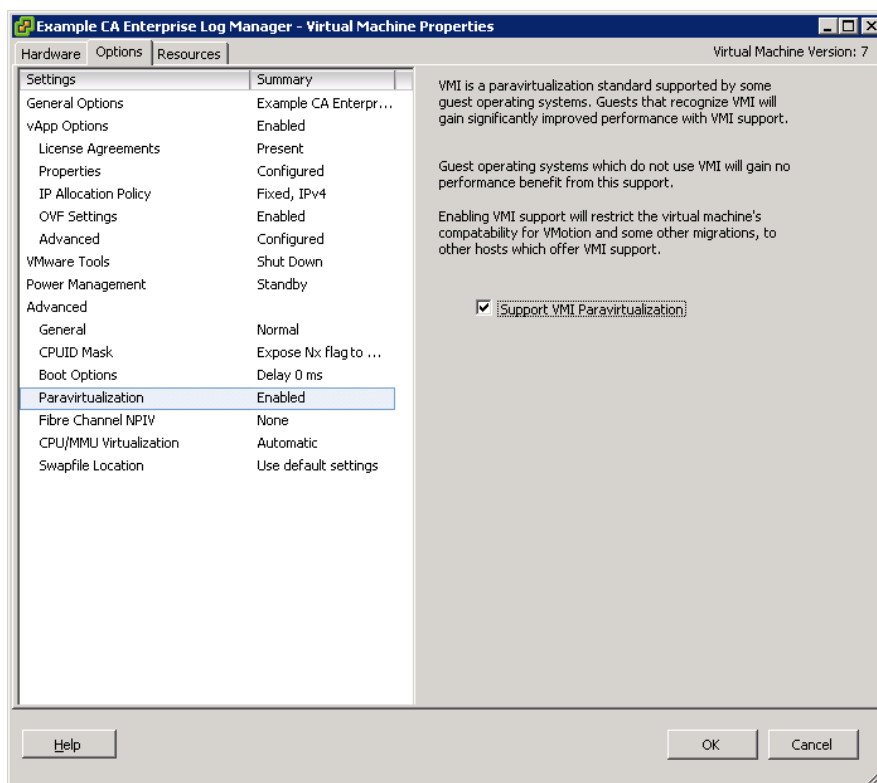 Example CA Enterprise Log Manager - Virtual Machine Properties
Hardware Options Resources Virtual Machine Version: 7
Settings Summary
General Options Example CA Enterpr...
vApp Options Enabled
License Agreements Present
Properties Configured
IP Allocation Policy Fixed, IPv4
OVF Settings Enabled
Advanced Configured
VMware Tools Shut Down
Power Management Standby
Advanced
General Normal
CPUID Mask Expose Nx flag to ...
Boot Options Delay 0 ms
Paravirtualization Enabled
Fibre Channel NPIV None
CPU/MMU Virtualization Automatic
Swapfile Location Use default settings
VMI is a paravirtualization standard supported by some
guest operating systems. Guests that recognize VMI will
gain significantly improved performance with VMI support.
Guest operating systems which do not use VMI will gain no
performance benefit from this support.
Enabling VMI support will restrict the virtual machine's
compatability for VMotion and some other migrations, to
other hosts which offer VMI support.
Support VMI Paravirtualization
Help OK Cancel